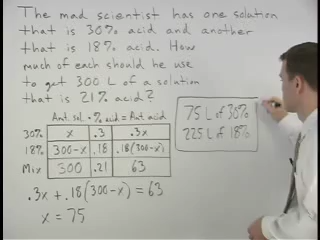 The mad scientist has one solution
that is 30% acid and another
that is 18% acid. How
much of each should he use
to get 300 L of a solution
that is 21% acid?
Amt. sol. • % acid = Amt acid
30% x .3 .3x
18% 300-x .18 .18(300-x)
Mix 300 .21 63
.3x + .18(300-x) = 63
x = 75
75 L of 30%
225 L of 18%